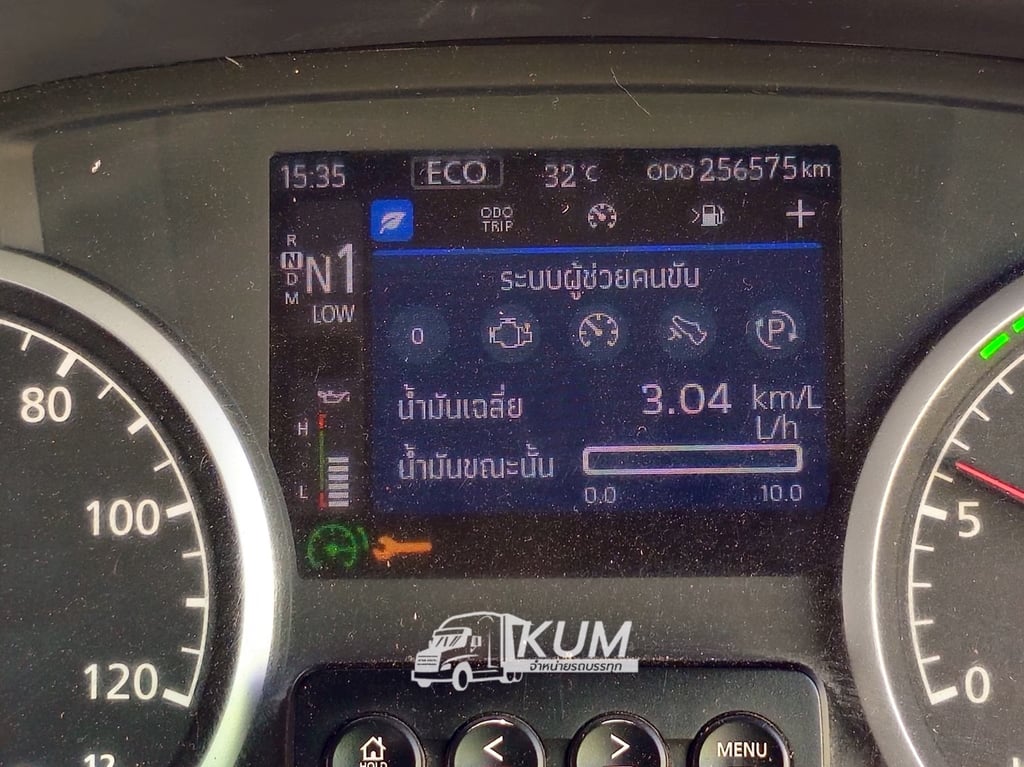 15:35 ECO 32°C ODO 256575 km
ODO
TRIP
R
N
D
M
N1
LOW
ระบบผู้ช่วยคนขับ
0
P
น้ำมันเฉลี่ย 3.04 km/L
L/h
น้ำมันขณะนั้น
0.0 10.0
H
L
80
100
120
12
5
0
KUM
จำหน่ายรถบรรทุก
HOLD
<
>
MENU